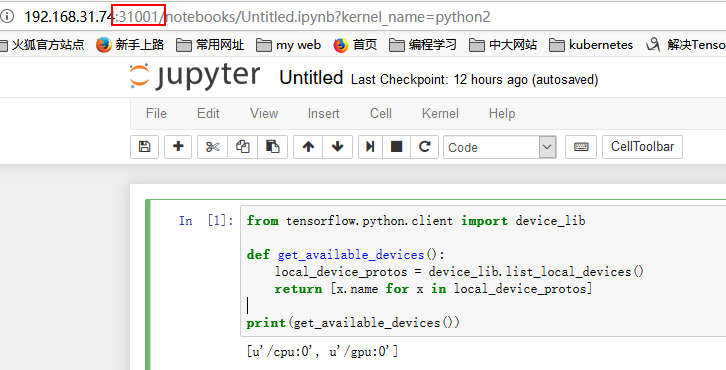 192.168.31.74:31001/notebooks/Untitled.ipynb?kernel_name=python2
火狐官方站点 新手上路 常用网址 my web 首页 编程学习 中大网站 kubernetes 解决Tenso
jupyter Untitled Last Checkpoint: 12 hours ago (autosaved)
File Edit View Insert Cell Kernel Help
Code CellToolbar
In [1]: from tensorflow.python.client import device_lib
def get_available_devices():
local_device_protos = device_lib.list_local_devices()
return [x.name for x in local_device_protos]
print(get_available_devices())
[u'/cpu:0', u'/gpu:0']